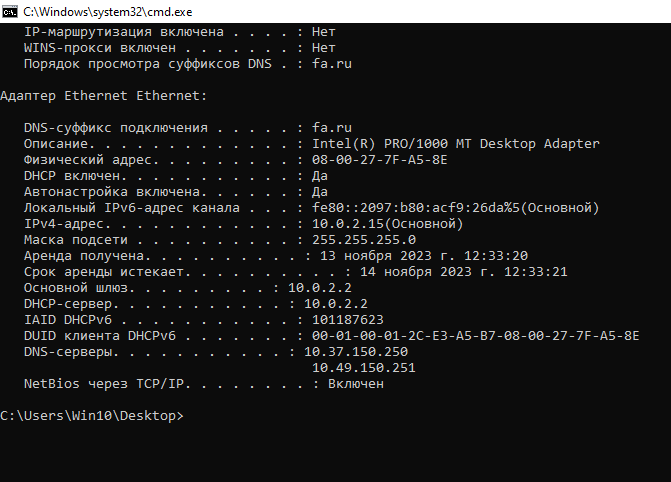 C:\Windows\system32\cmd.exe
IP-маршрутизация включена . . . . : Нет
WINS-прокси включен . . . . . . . : Нет
Порядок просмотра суффиксов DNS . : fa.ru
Адаптер Ethernet Ethernet:
DNS-суффикс подключения . . . . . : fa.ru
Описание. . . . . . . . . . . . . : Intel(R) PRO/1000 MT Desktop Adapter
Физический адрес. . . . . . . . . : 08-00-27-7F-A5-8E
DHCP включен. . . . . . . . . . . : Да
Автонастройка включена. . . . . . : Да
Локальный IPv6-адрес канала . . . : fe80::2097:b80:acf9:26da%5(Основной)
IPv4-адрес. . . . . . . . . . . . : 10.0.2.15(Основной)
Маска подсети . . . . . . . . . . : 255.255.255.0
Аренда получена. . . . . . . . . . : 13 ноября 2023 г. 12:33:20
Срок аренды истекает. . . . . . . . . . : 14 ноября 2023 г. 12:33:21
Основной шлюз. . . . . . . . . : 10.0.2.2
DHCP-сервер. . . . . . . . . . . : 10.0.2.2
IAID DHCPv6 . . . . . . . . . . . : 101187623
DUID клиента DHCPv6 . . . . . . . : 00-01-00-01-2C-E3-A5-B7-08-00-27-7F-A5-8E
DNS-серверы. . . . . . . . . . . : 10.37.150.250
10.49.150.251
NetBios через TCP/IP. . . . . . . . : Включен
C:\Users\Win10\Desktop>